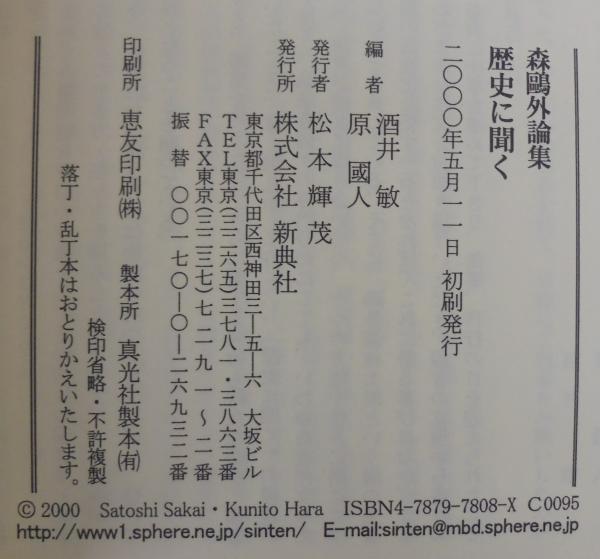 森鷗外論集
歴史に聞く
二〇〇〇年五月一一日 初刷発行
編者 酒井 敏
原 國人
発行者 松本輝茂
発行所 株式会社 新典社
東京都千代田区西神田三―五―六 大坂ビル
TEL東京(三二六五)三七八一・三八六三番
FAX東京(三二三七)七二九一〜二番
振替 〇〇一七〇―〇―二六九三二番
印刷所 恵友印刷㈱ 製本所 真光社製本㈲
検印省略・不許複製
落丁・乱丁本はおとりかえいたします。
© 2000 Satoshi Sakai・Kunito Hara ISBN4-7879-7808-X C0095
http://www1.sphere.ne.jp/sinten/ E-mail:sinten@mbd.sphere.ne.jp